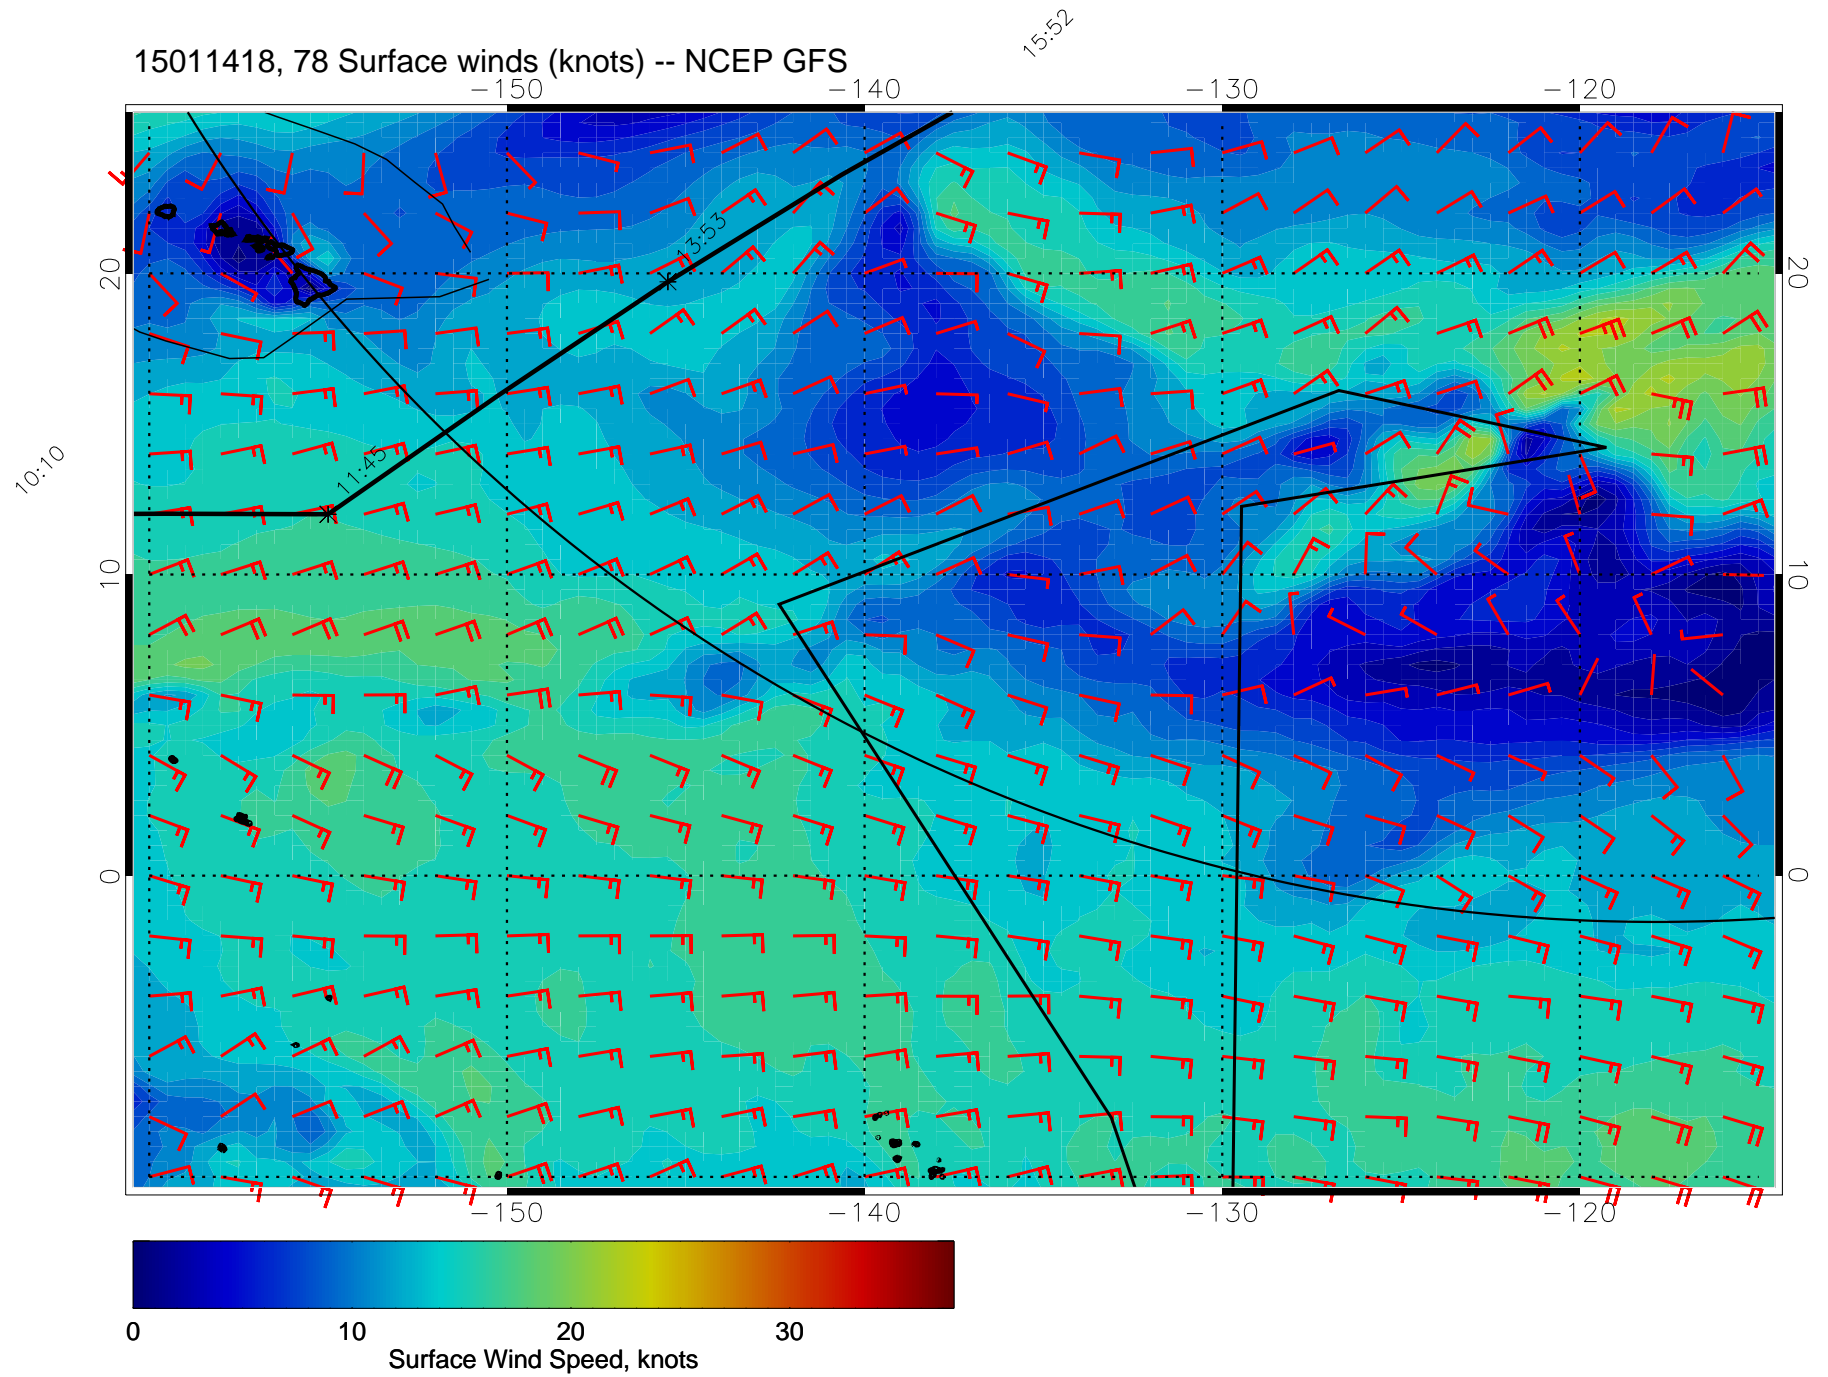 15:52
15011418, 78 Surface winds (knots) -- NCEP GFS
-150 -140 -130 -120
13:53
20 20
11:45
10:10
10 10
0 0
-150 -140 -130 -120
0 10 20 30
Surface Wind Speed, knots